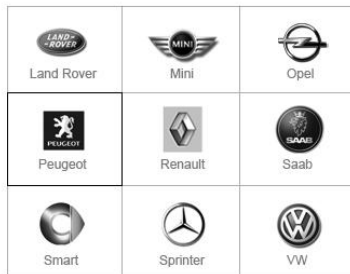 LAND-
-ROVER
MINI
Land Rover
Mini
Opel
PEUGEOT
SAAB
Peugeot
Renault
Saab
Smart
Sprinter
VW